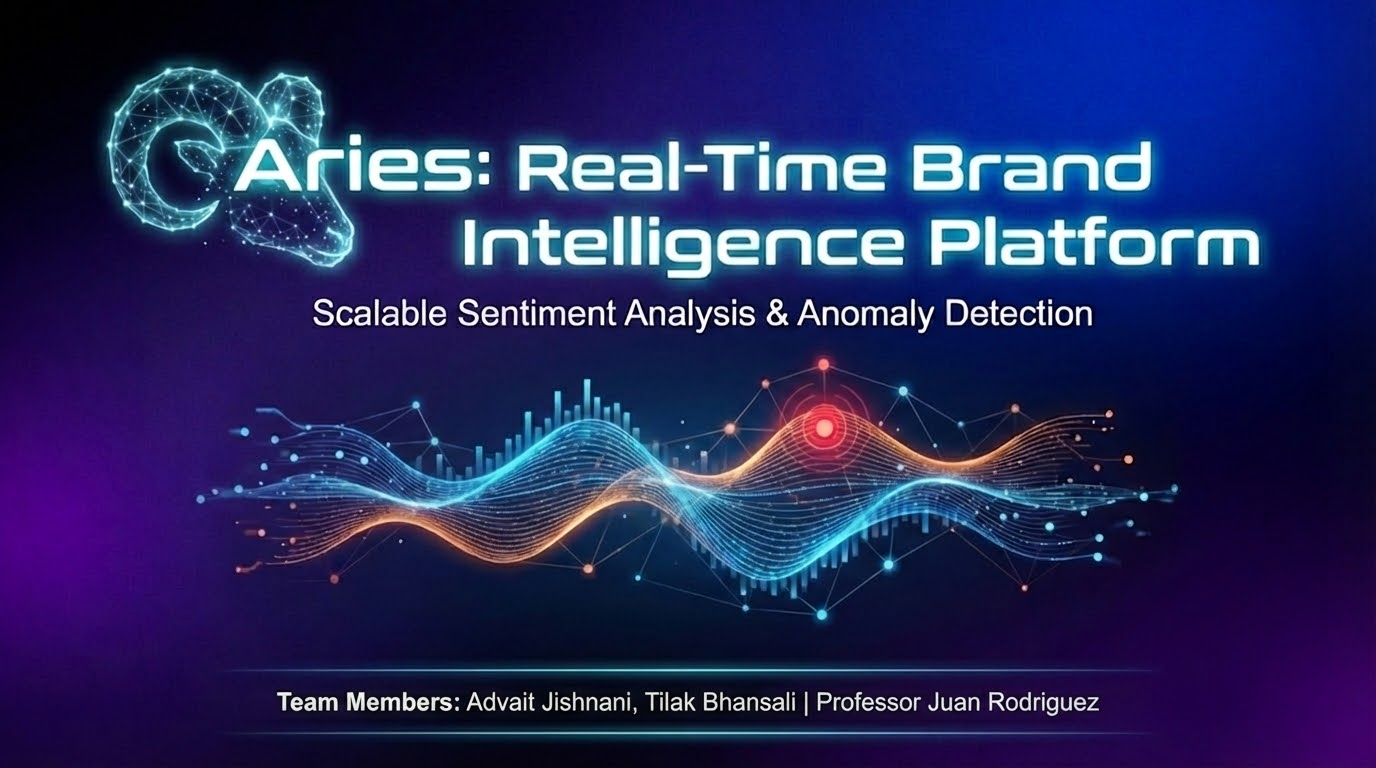 Aries: Real-Time Brand
Intelligence Platform
Scalable Sentiment Analysis & Anomaly Detection
Team Members: Advait Jishnani, Tilak Bhansali | Professor Juan Rodriguez